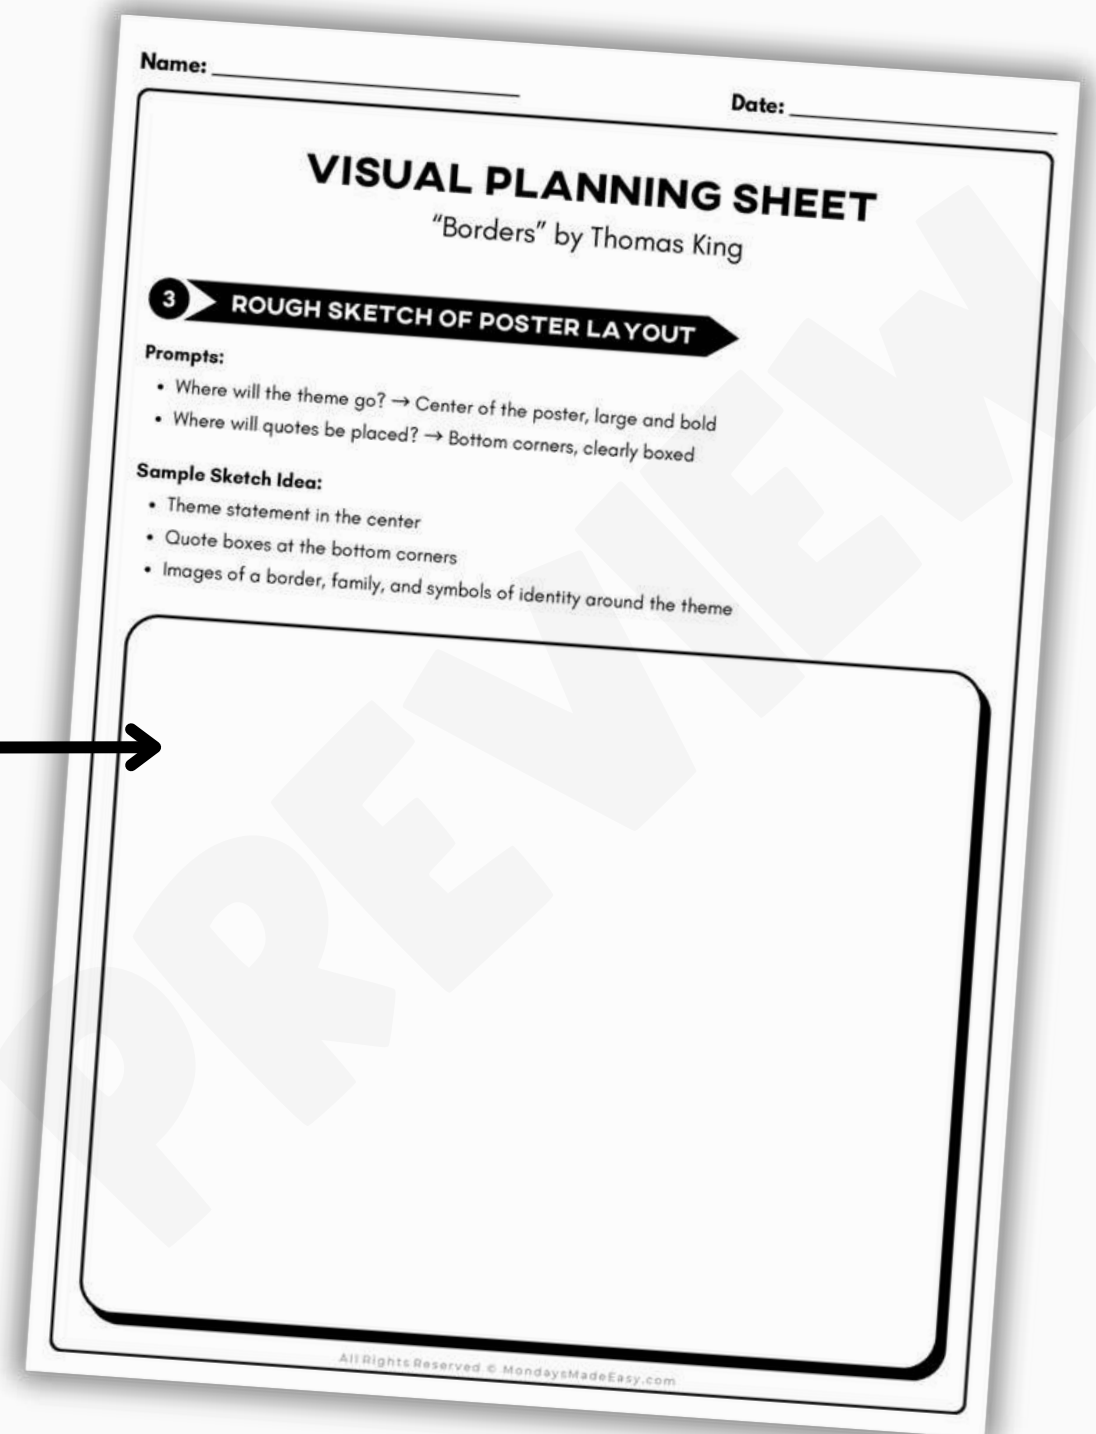 Name:
Date:
VISUAL PLANNING SHEET
“Borders” by Thomas King
3 ROUGH SKETCH OF POSTER LAYOUT
Prompts:
• Where will the theme go? → Center of the poster, large and bold
• Where will quotes be placed? → Bottom corners, clearly boxed
Sample Sketch Idea:
• Theme statement in the center
• Quote boxes at the bottom corners
• Images of a border, family, and symbols of identity around the theme
PREVIEW
All Rights Reserved © MondaysMadeEasy.com